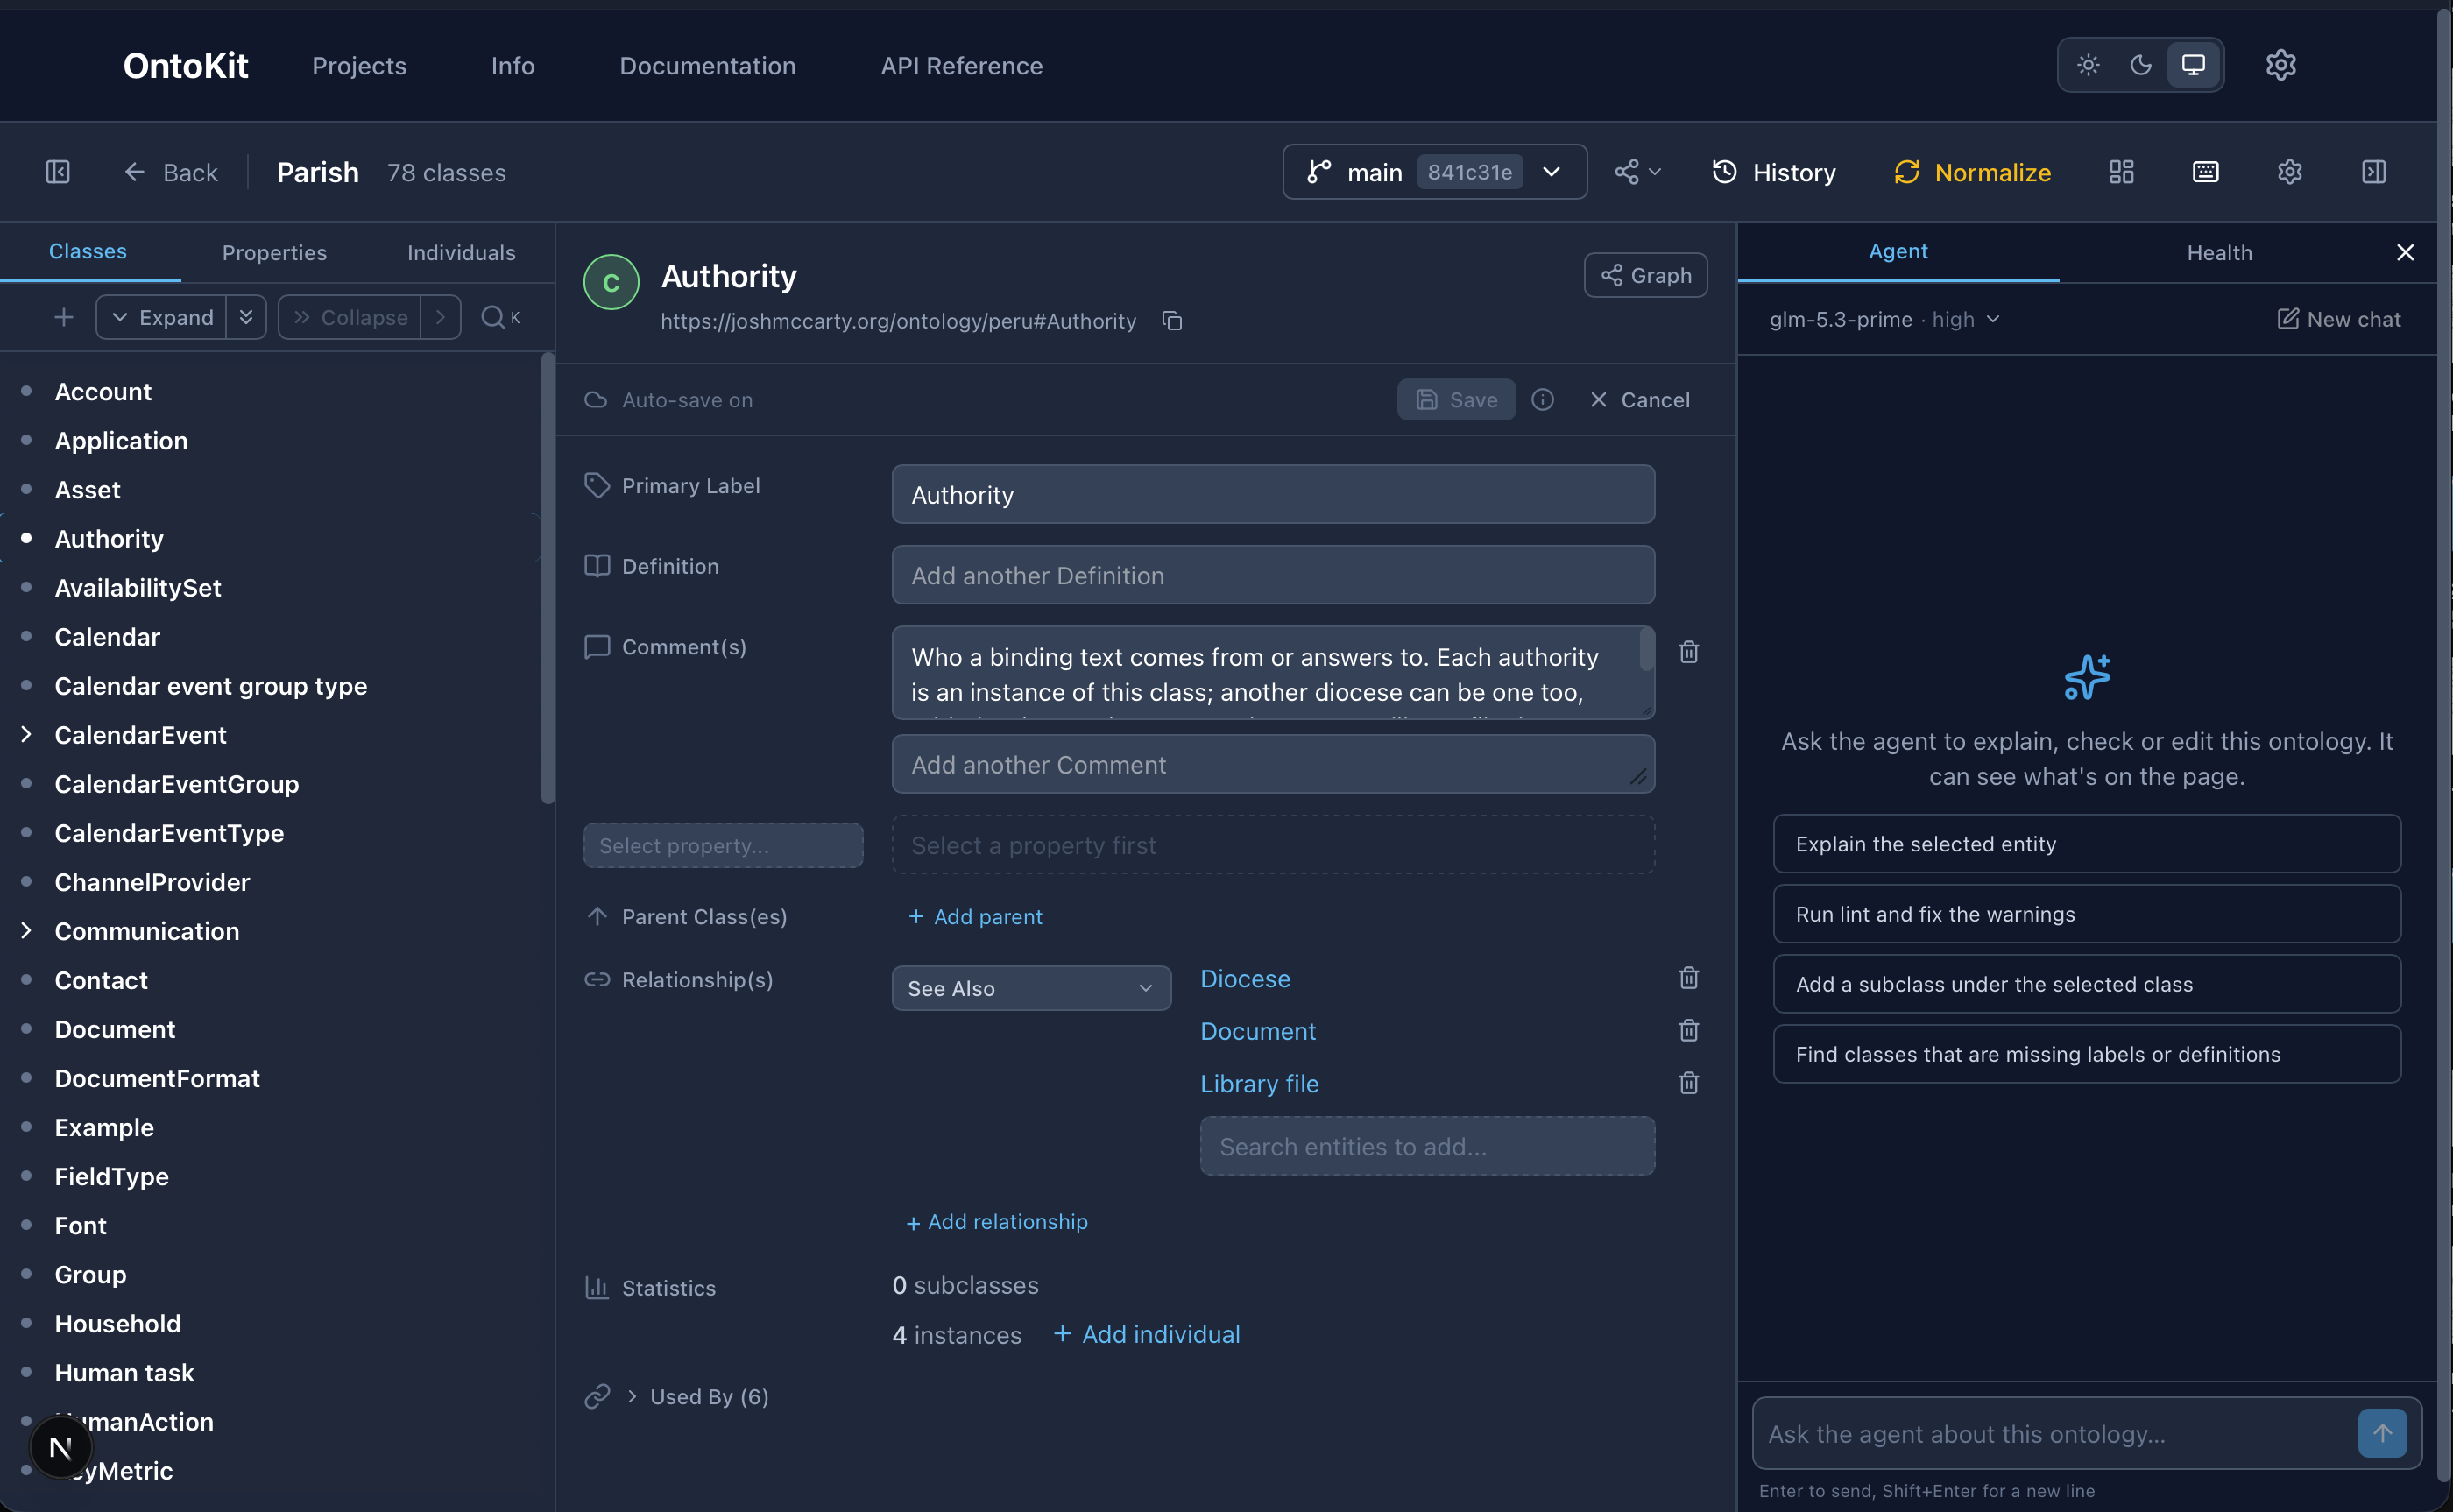 OntoKit
Projects
Info
Documentation
API Reference
Back
Parish
78 classes
main
841c31e
History
Normalize
Classes
Properties
Individuals
Expand
Collapse
K
Account
Application
Asset
Authority
AvailabilitySet
Calendar
Calendar event group type
CalendarEvent
CalendarEventGroup
CalendarEventType
ChannelProvider
Communication
Contact
Document
DocumentFormat
Example
FieldType
Font
Group
Household
Human task
umanAction
yMetric
N
C
Authority
https://joshmccarty.org/ontology/peru#Authority
Graph
Auto-save on
Save
Cancel
Primary Label
Authority
Definition
Add another Definition
Comment(s)
Who a binding text comes from or answers to. Each authority
is an instance of this class; another diocese can be one too,
Add another Comment
Select property...
Select a property first
Parent Class(es)
+ Add parent
Relationship(s)
See Also
Diocese
Document
Library file
Search entities to add...
+ Add relationship
Statistics
0 subclasses
4 instances
+ Add individual
Used By (6)
Agent
Health
glm-5.3-prime · high
New chat
Ask the agent to explain, check or edit this ontology. It
can see what's on the page.
Explain the selected entity
Run lint and fix the warnings
Add a subclass under the selected class
Find classes that are missing labels or definitions
Ask the agent about this ontology...
Enter to send, Shift+Enter for a new line